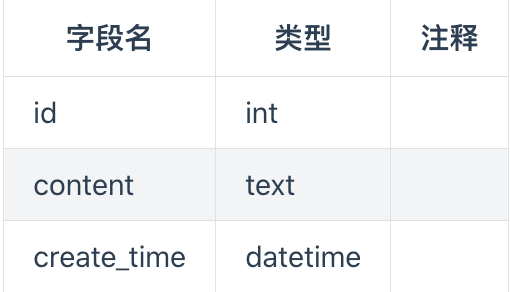 字段名 类型 注释
id int
content text
create_time datetime